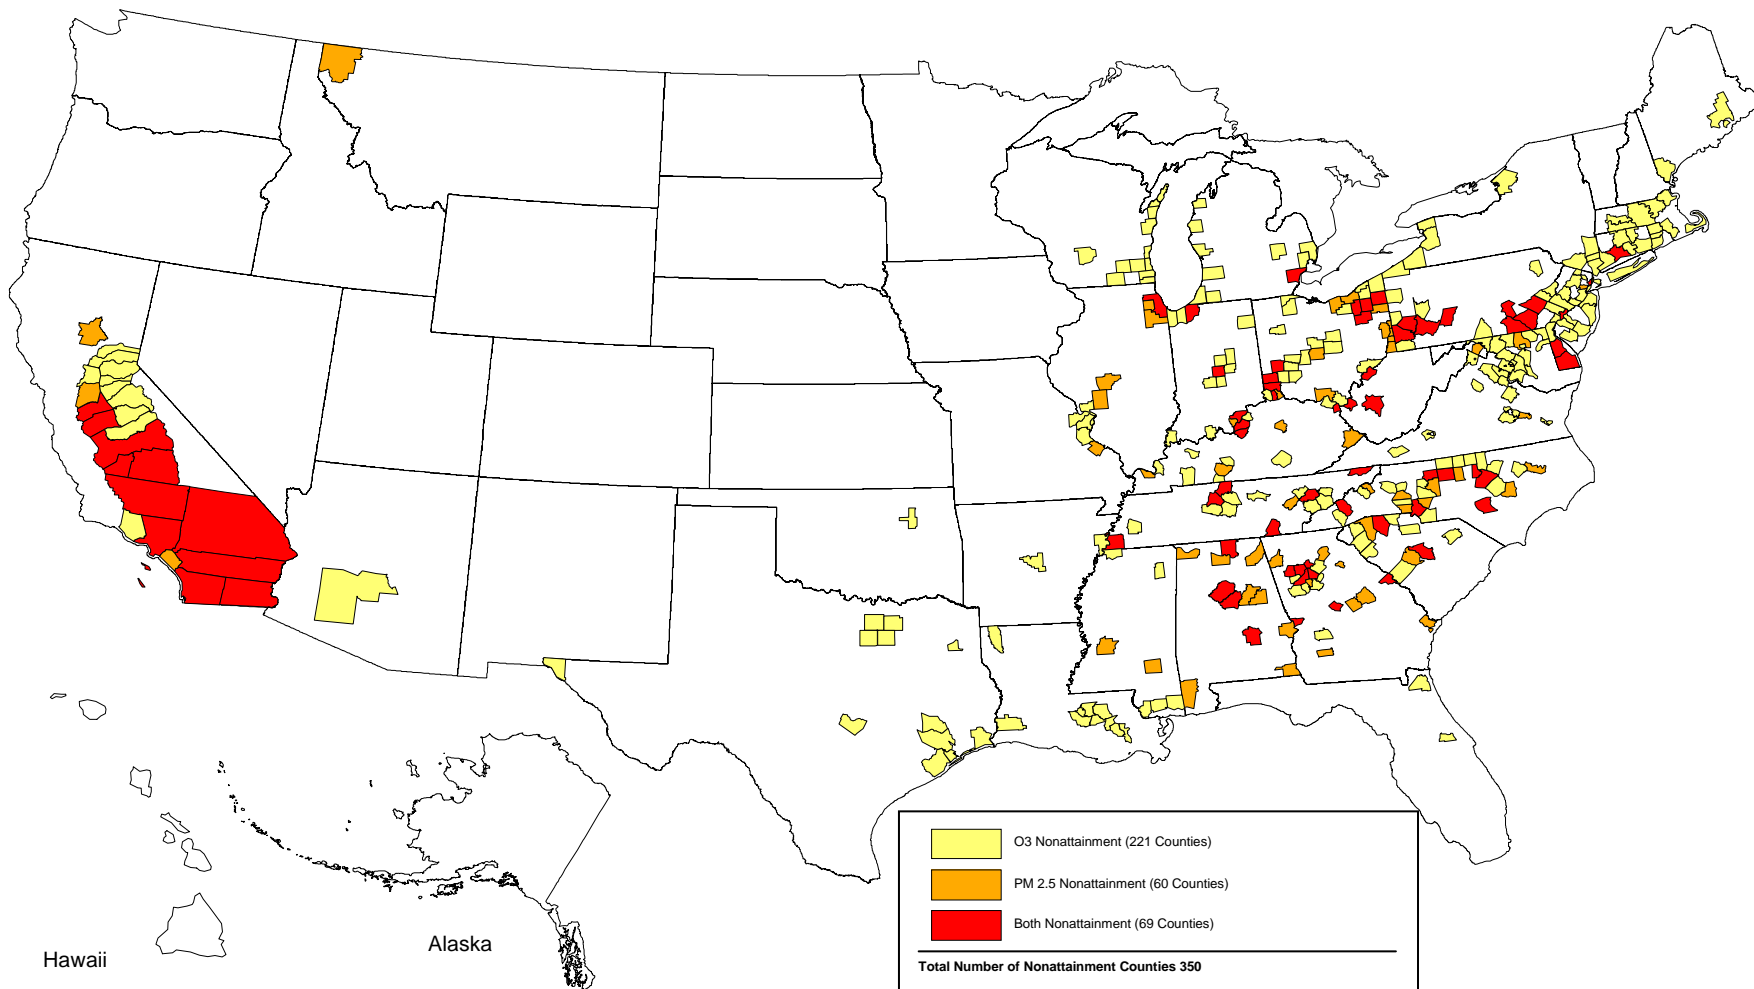 O3 Nonattainment (221 Counties)
PM 2.5 Nonattainment (60 Counties)
Both Nonattainment (69 Counties)
Total Number of Nonattainment Counties 350
Alaska
Hawaii